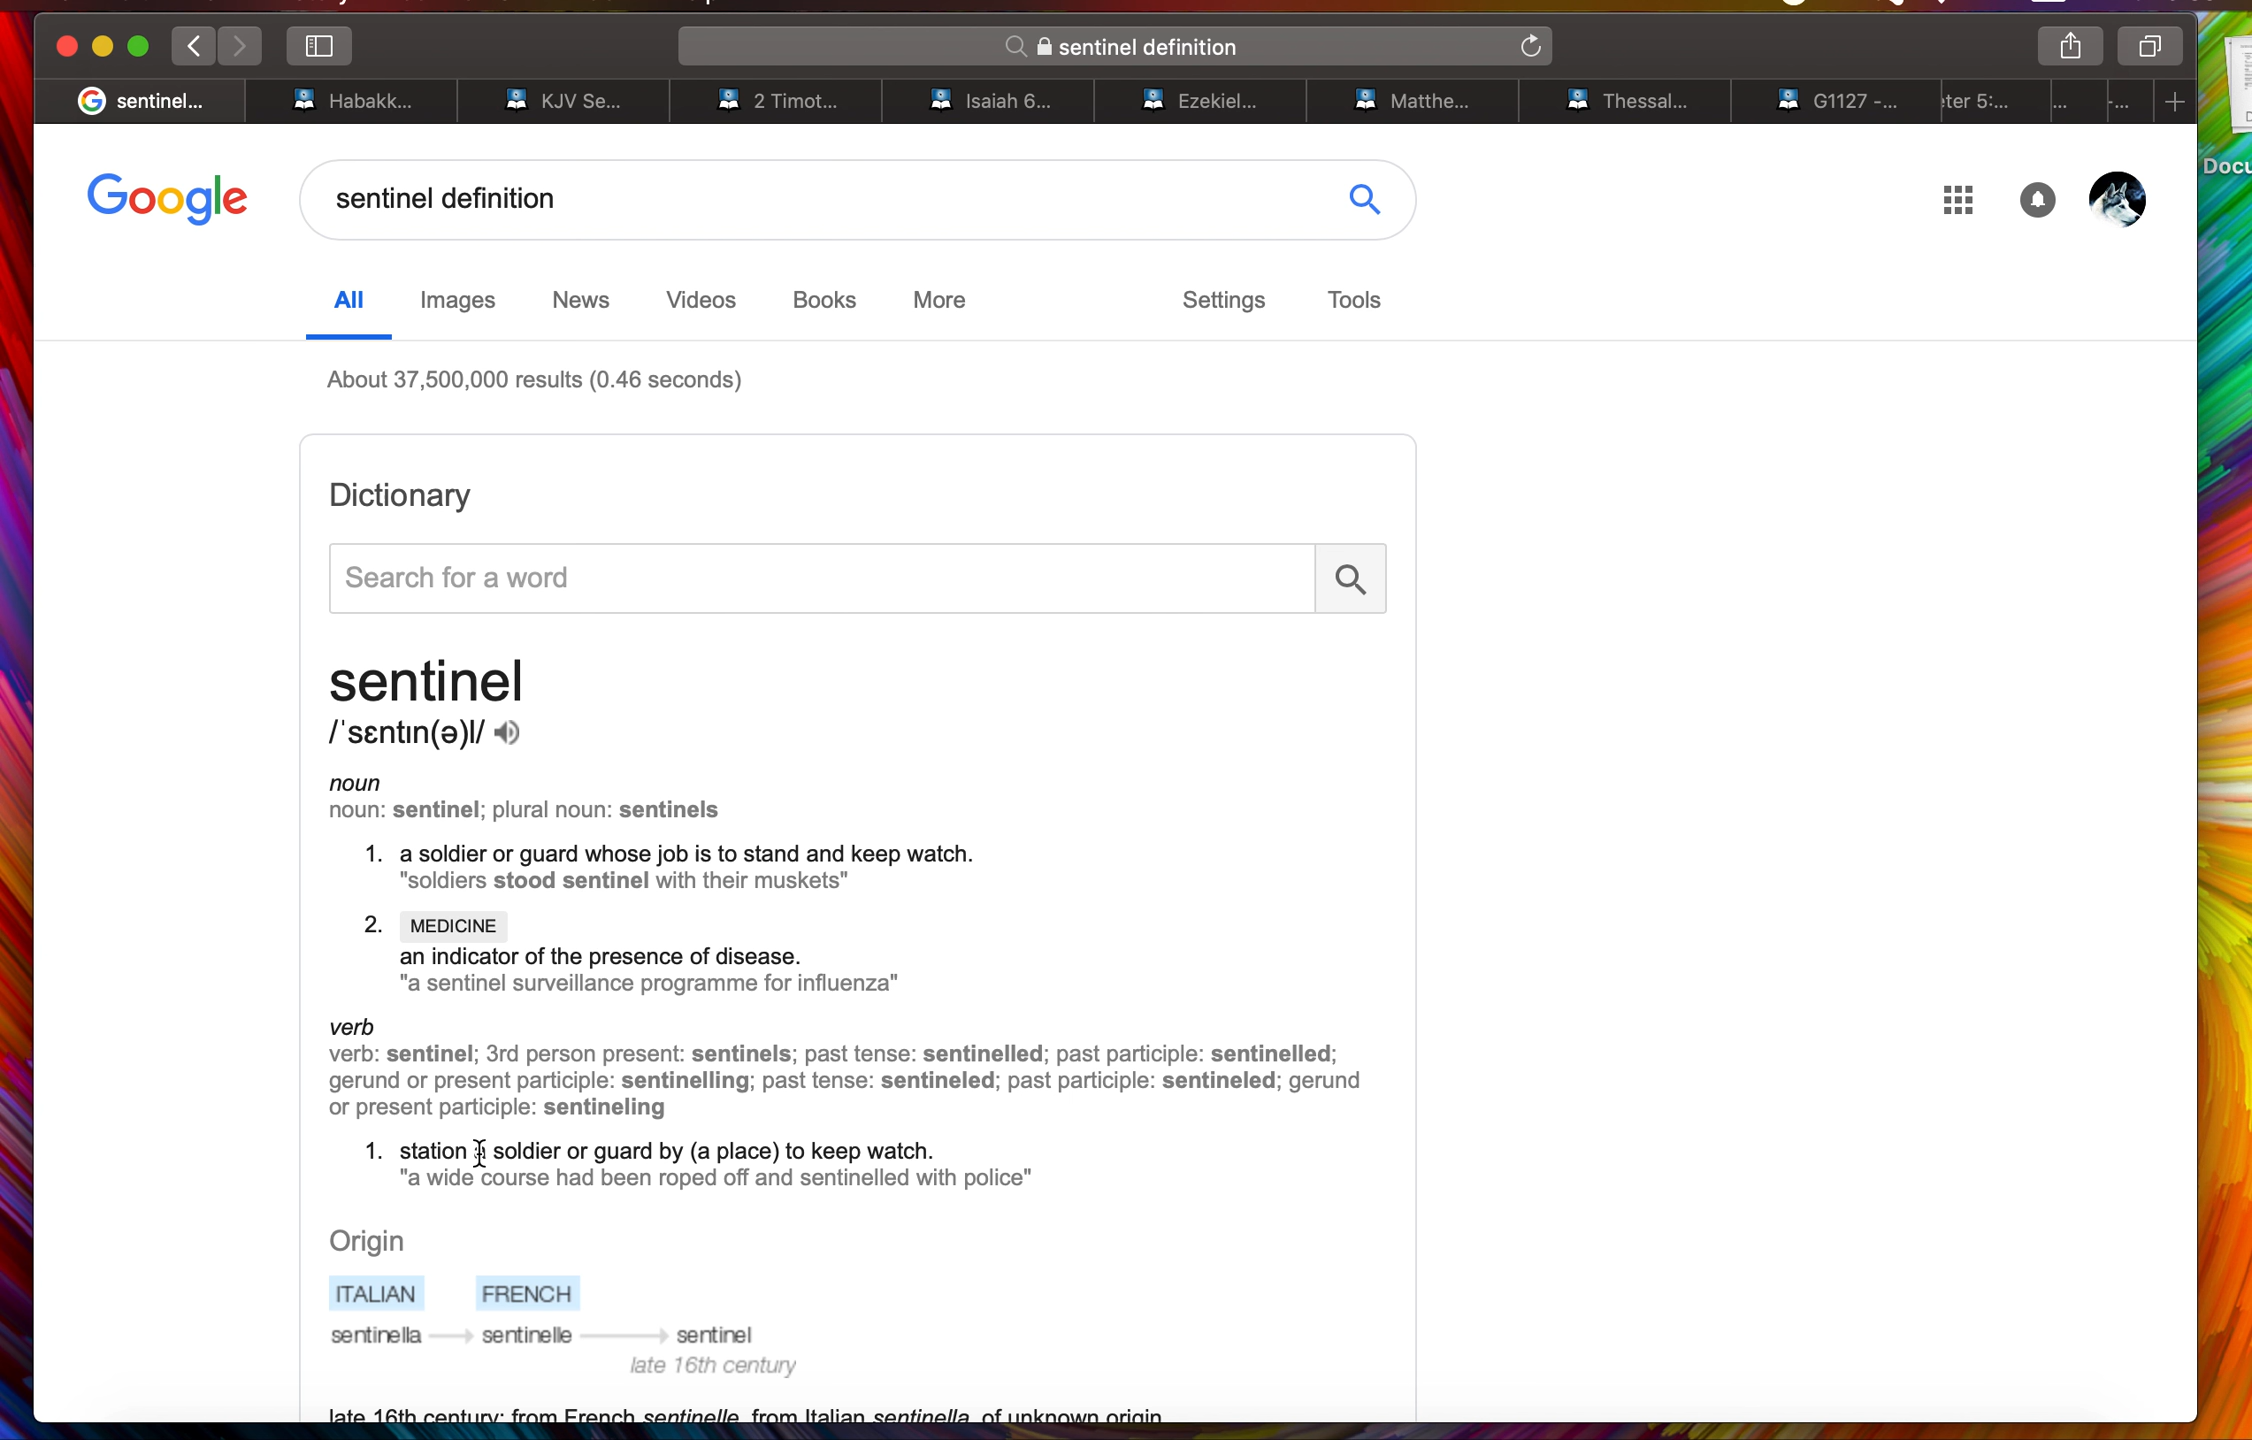 sentinel definition
sentinel...
Habakk...
KJV Se...
2 Timot...
Isaiah 6...
Ezekiel...
Matthe...
Thessal...
G1127 -...
ter 5:...
...
-...
Docu
Google
sentinel definition
All Images News Videos Books More Settings Tools
About 37,500,000 results (0.46 seconds)
Dictionary
Search for a word
sentinel
/ˈsɛntɪn(ə)l/
noun
noun: sentinel; plural noun: sentinels
1. a soldier or guard whose job is to stand and keep watch.
"soldiers stood sentinel with their muskets"
2. MEDICINE
an indicator of the presence of disease.
"a sentinel surveillance programme for influenza"
verb
verb: sentinel; 3rd person present: sentinels; past tense: sentinelled; past participle: sentinelled;
gerund or present participle: sentinelling; past tense: sentineled; past participle: sentineled; gerund
or present participle: sentineling
1. station a soldier or guard by (a place) to keep watch.
"a wide course had been roped off and sentinelled with police"
Origin
ITALIAN FRENCH
sentinella sentinelle sentinel
late 16th century
late 16th century: from French sentinelle, from Italian sentinella, of unknown origin.